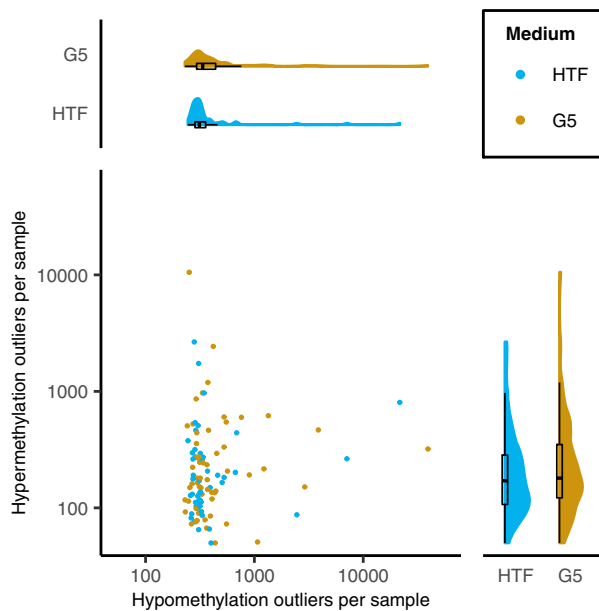 G5
HTF
Medium
HTF
G5
Hypermethylation outliers per sample
10000
1000
100
100
1000
10000
Hypomethylation outliers per sample
HTF
G5